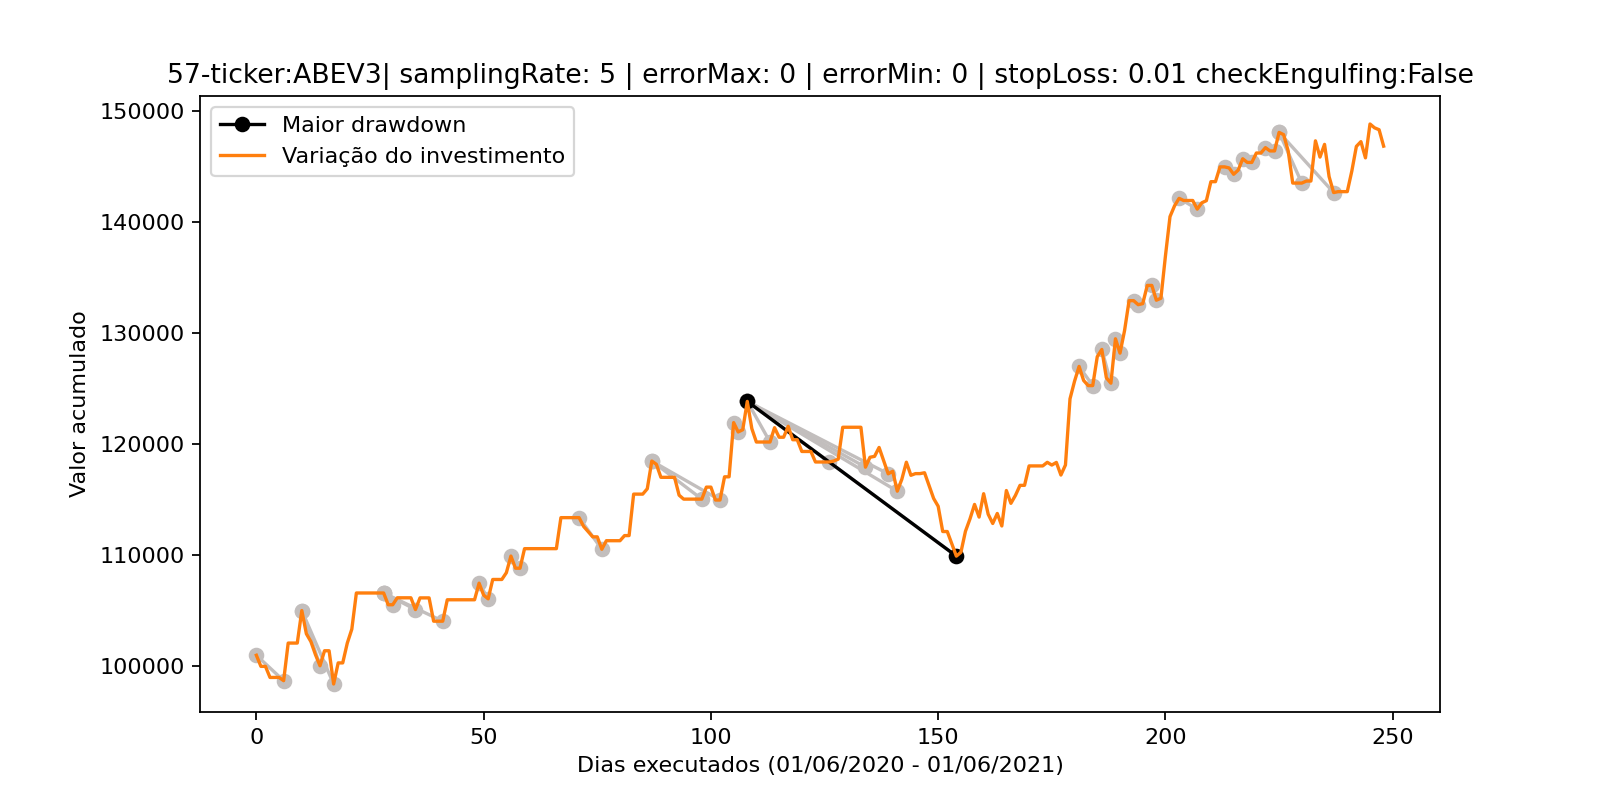 57-ticker:ABEV3| samplingRate: 5 | errorMax: 0 | errorMin: 0 | stopLoss: 0.01 checkEngulfing:False
Maior drawdown
Variação do investimento
Valor acumulado
150000
140000
130000
120000
110000
100000
0
50
100
150
200
250
Dias executados (01/06/2020 - 01/06/2021)